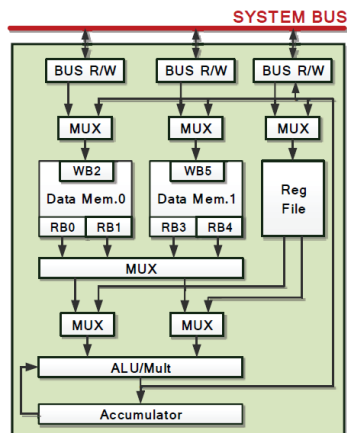 SYSTEM BUS
BUS R/W BUS R/W BUS R/W
MUX MUX MUX
WB2 WB5
Data Mem.0 Data Mem.1
Reg
File
RB0 RB1 RB3 RB4
MUX
MUX MUX
ALU/Mult
Accumulator